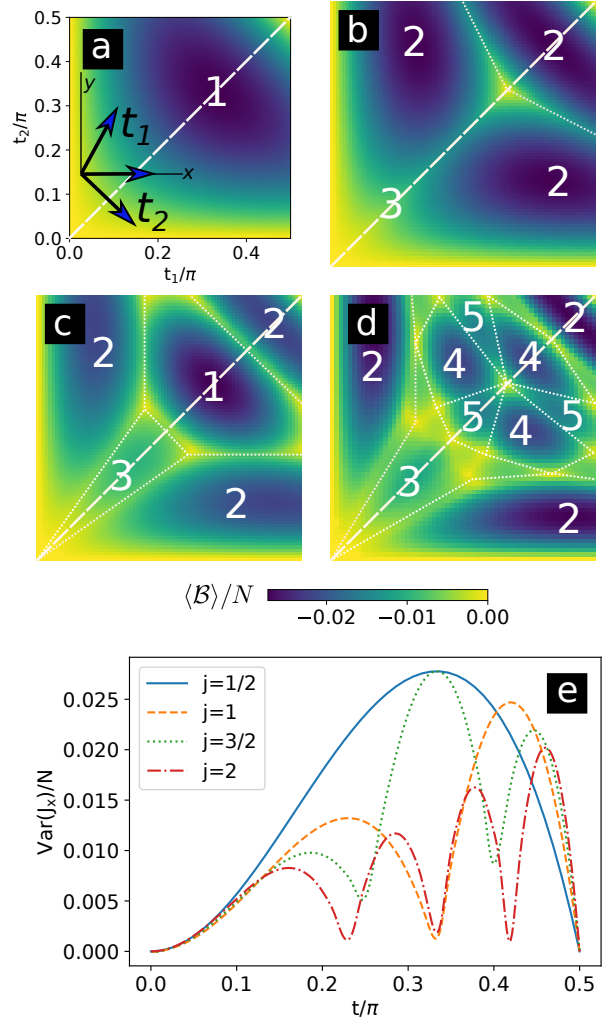 a
0.5
0.4
0.3
0.2
0.1
0.0
t₂/π
y
t₁
x
t₂
1
0.0
0.2
0.4
t₁/π
b
2
2
3
2
c
2
2
1
3
2
d
5
2
2
4
4
5
5
4
3
2
⟨ℬ⟩/N
−0.02
−0.01
0.00
e
j=1/2
j=1
j=3/2
j=2
Var(Jₓ)/N
0.025
0.020
0.015
0.010
0.005
0.000
0.0
0.1
0.2
0.3
0.4
0.5
t/π